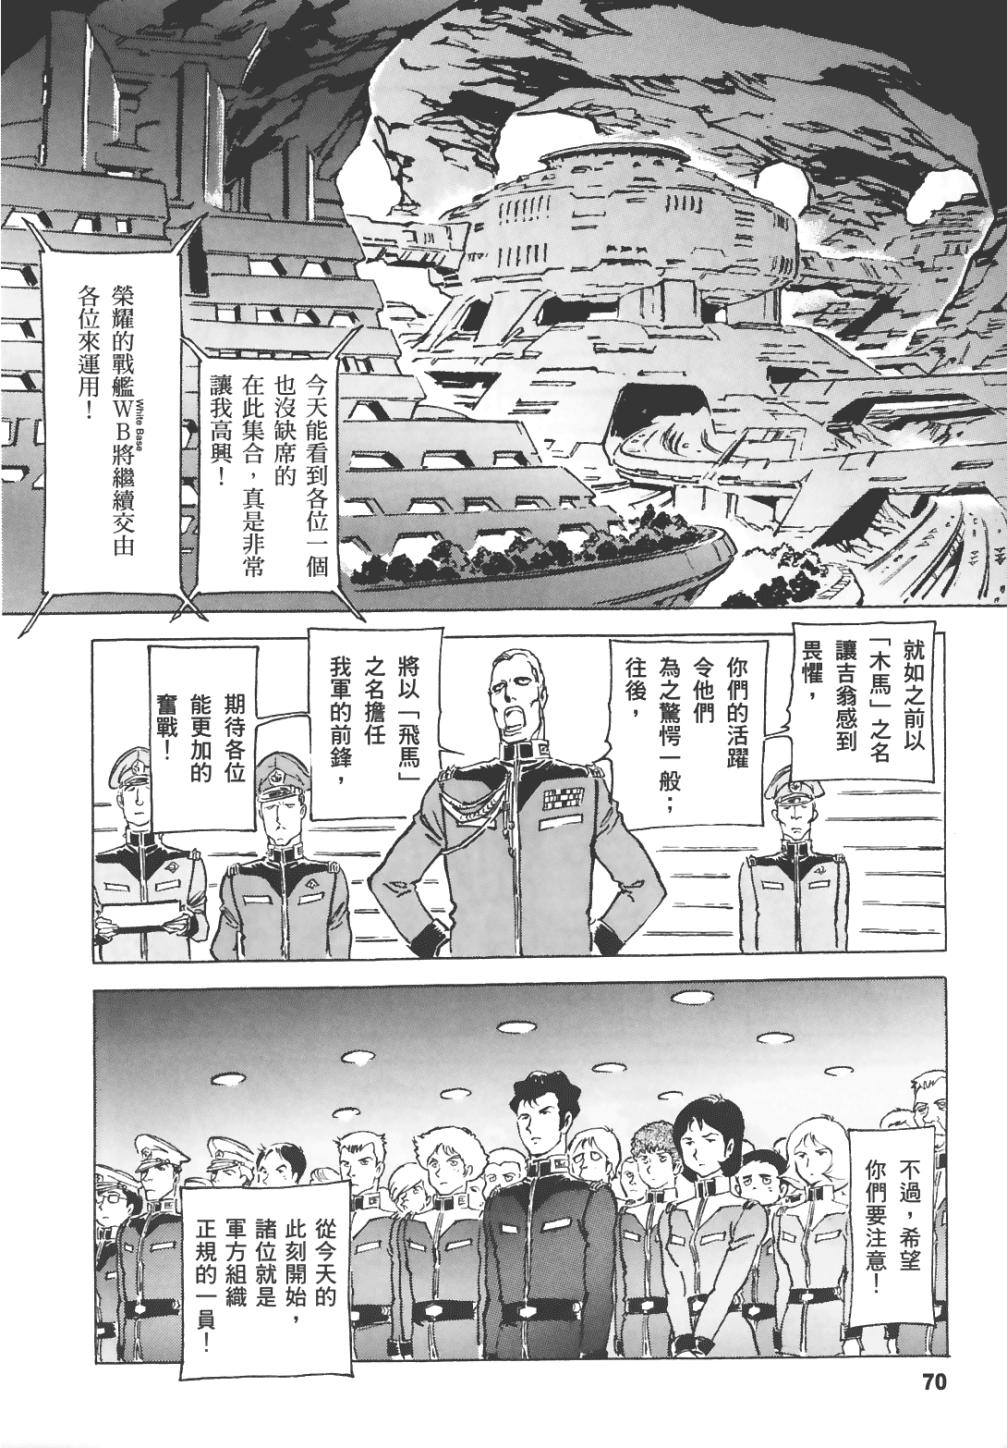 今天能看到各位一個
也沒缺席的
在此集合，真是非常
讓我高興！
榮耀的戰艦WB將繼續交由
White Base
各位來運用！
就如之前以
「木馬」之名
讓吉翁感到
畏懼，
你們的活躍
令他們
為之驚愕一般；
往後，
將以「飛馬」
之名擔任
我軍的前鋒，
期待各位
能更加的
奮戰！
不過，希望
你們要注意！
從今天的
此刻開始，
諸位就是
軍方組織
正規的一員！
70